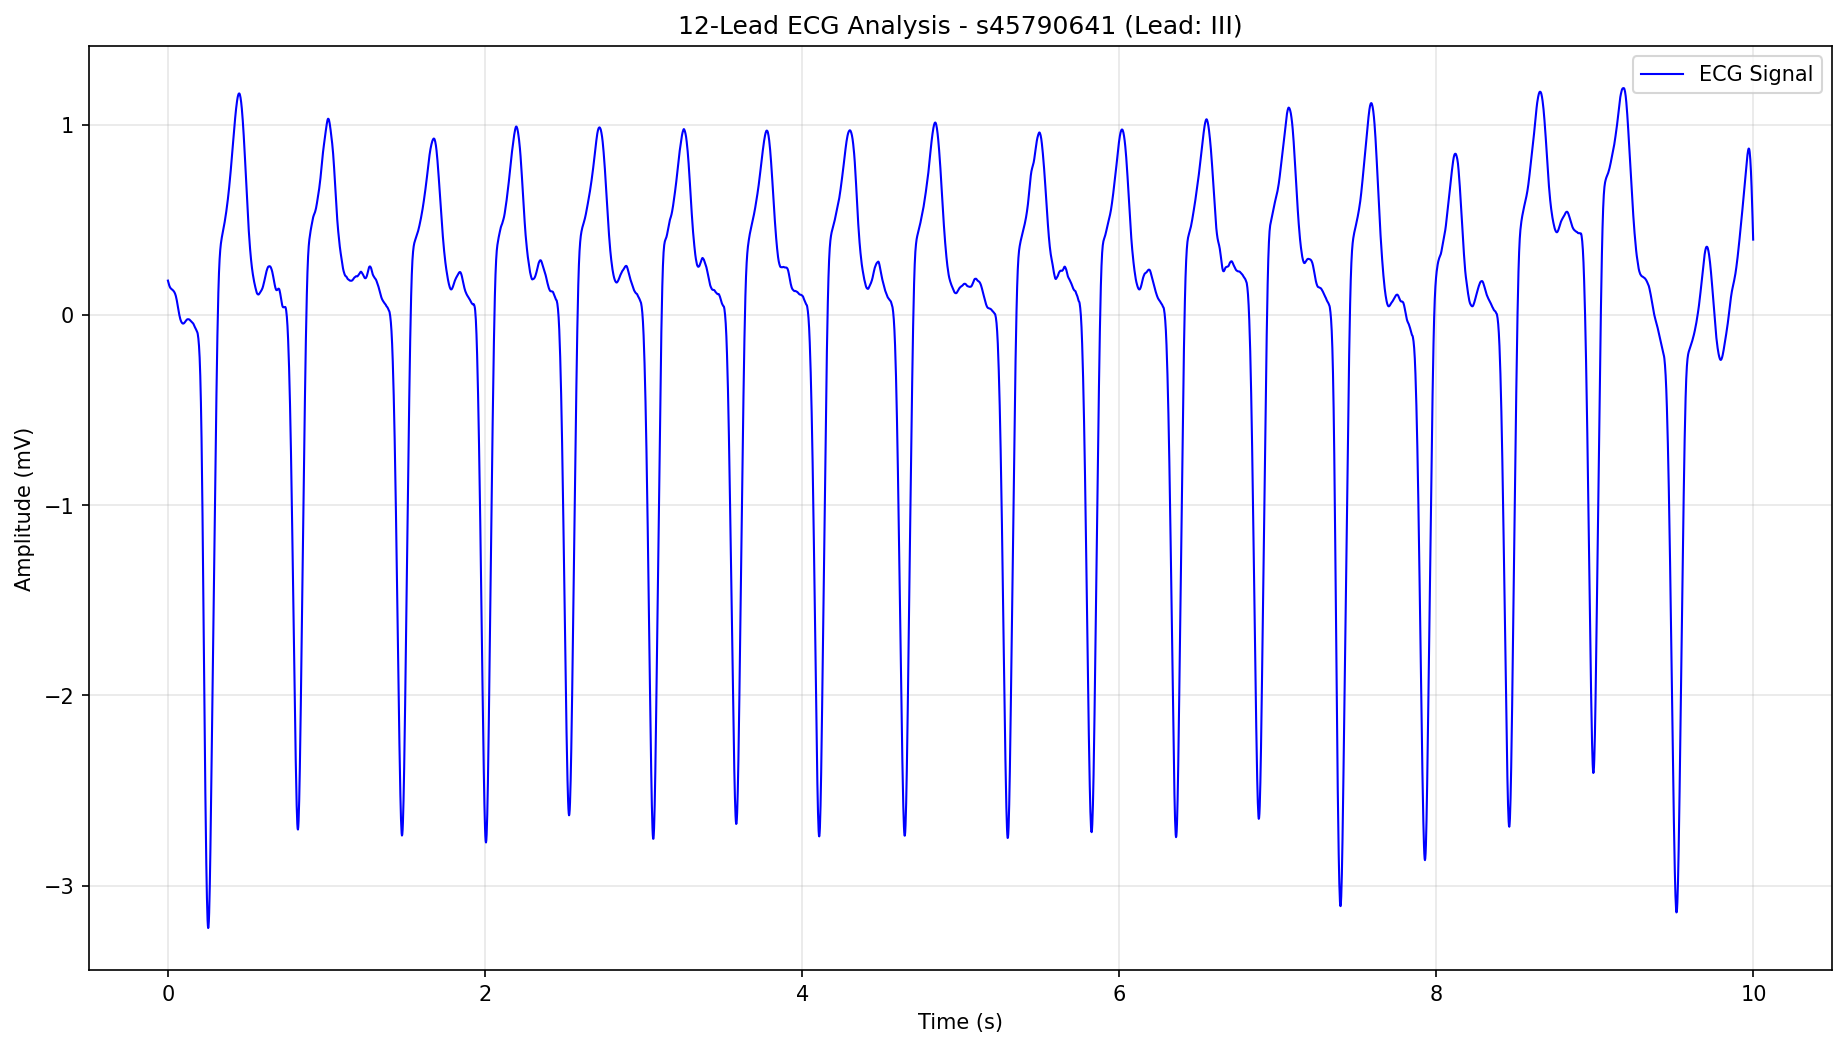 12-Lead ECG Analysis - s45790641 (Lead: III)
ECG Signal
Amplitude (mV)
1
0
−1
−2
−3
0
2
4
6
8
10
Time (s)